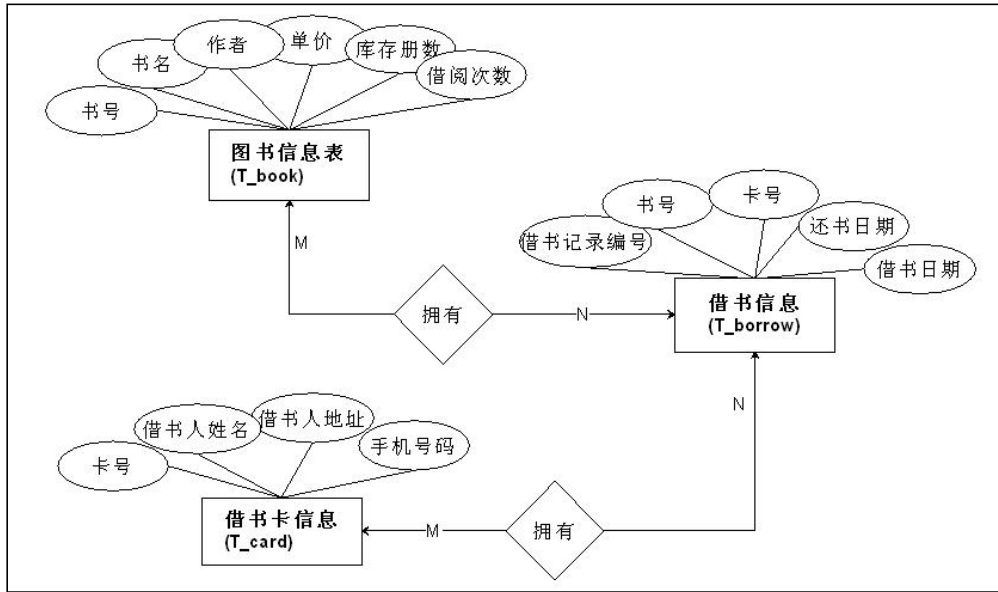 书号
书名
作者
单价
库存册数
借阅次数
图书信息表
(T_book)
M
拥有
N
借书记录编号
书号
卡号
还书日期
借书日期
借书信息
(T_borrow)
N
卡号
借书人姓名
借书人地址
手机号码
借书卡信息
(T_card)
M
拥有